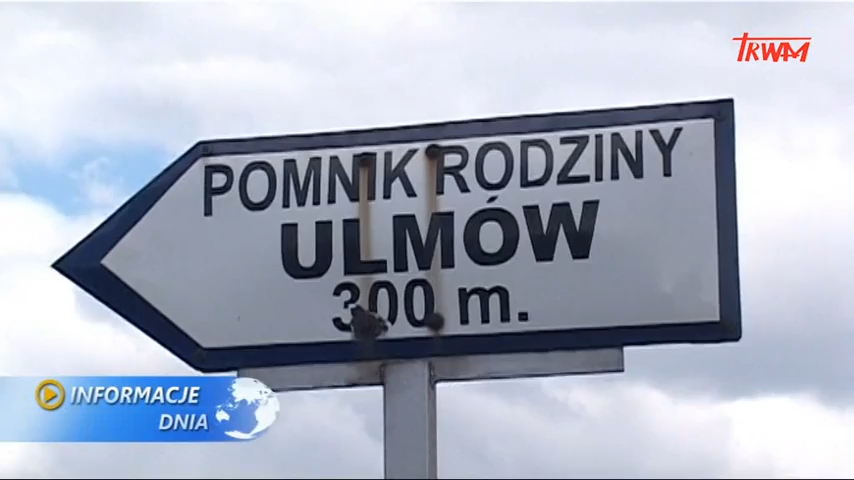 TRWAM
POMNIK RODZINY
ULMÓW
300 m.
INFORMACJE
DNIA